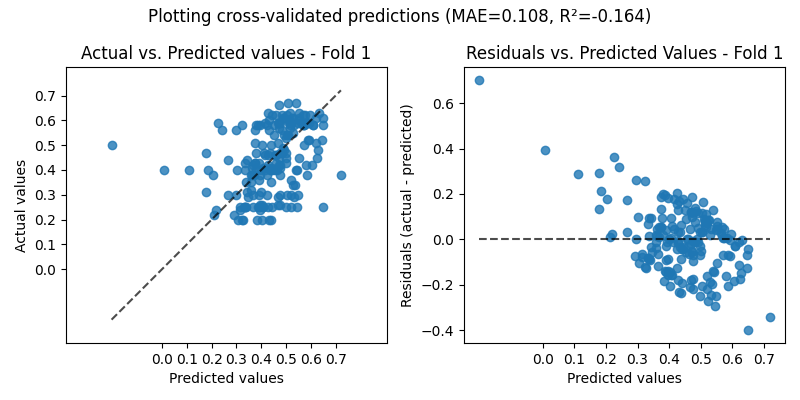 Plotting cross-validated predictions (MAE=0.108, R²=-0.164)
Actual vs. Predicted values - Fold 1
Actual values
0.7
0.6
0.5
0.4
0.3
0.2
0.1
0.0
0.0 0.1 0.2 0.3 0.4 0.5 0.6 0.7
Predicted values
Residuals vs. Predicted Values - Fold 1
Residuals (actual - predicted)
0.6
0.4
0.2
0.0
−0.2
−0.4
0.0 0.1 0.2 0.3 0.4 0.5 0.6 0.7
Predicted values